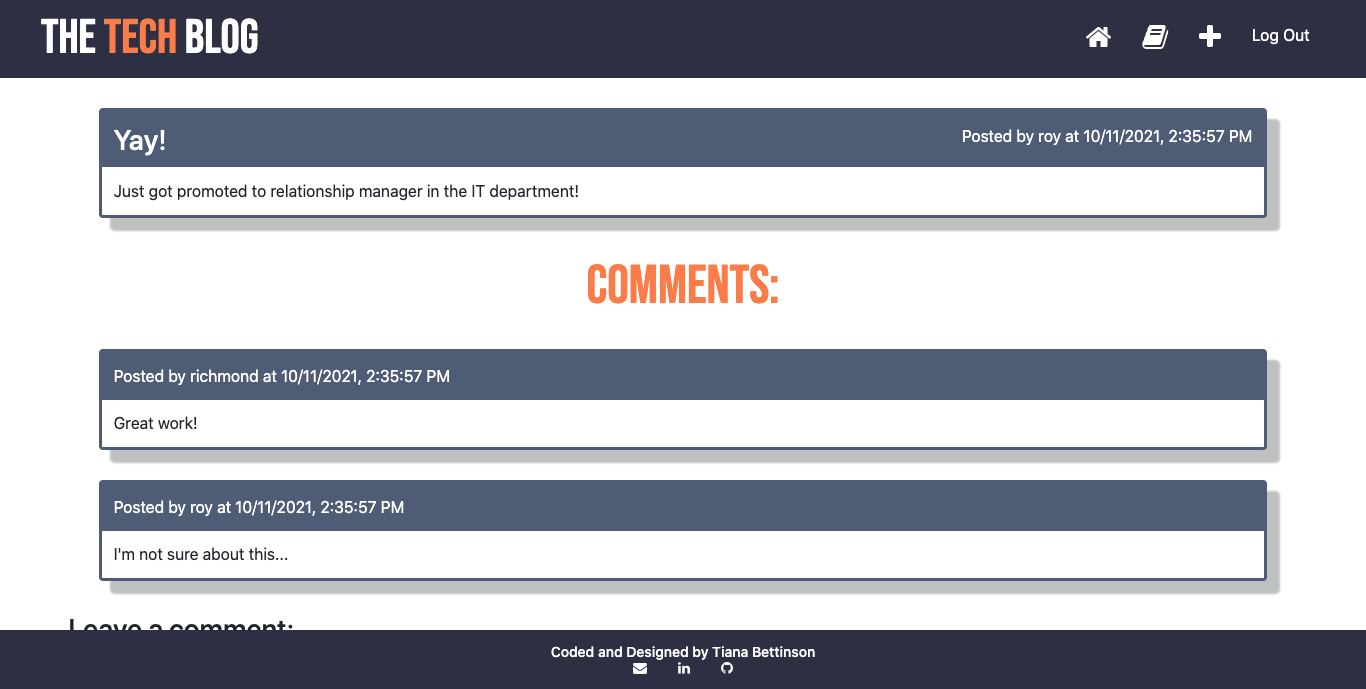 THE TECH BLOG
Log Out
Yay!
Posted by roy at 10/11/2021, 2:35:57 PM
Just got promoted to relationship manager in the IT department!
COMMENTS:
Posted by richmond at 10/11/2021, 2:35:57 PM
Great work!
Posted by roy at 10/11/2021, 2:35:57 PM
I'm not sure about this...
Leave a comment:
Coded and Designed by Tiana Bettinson